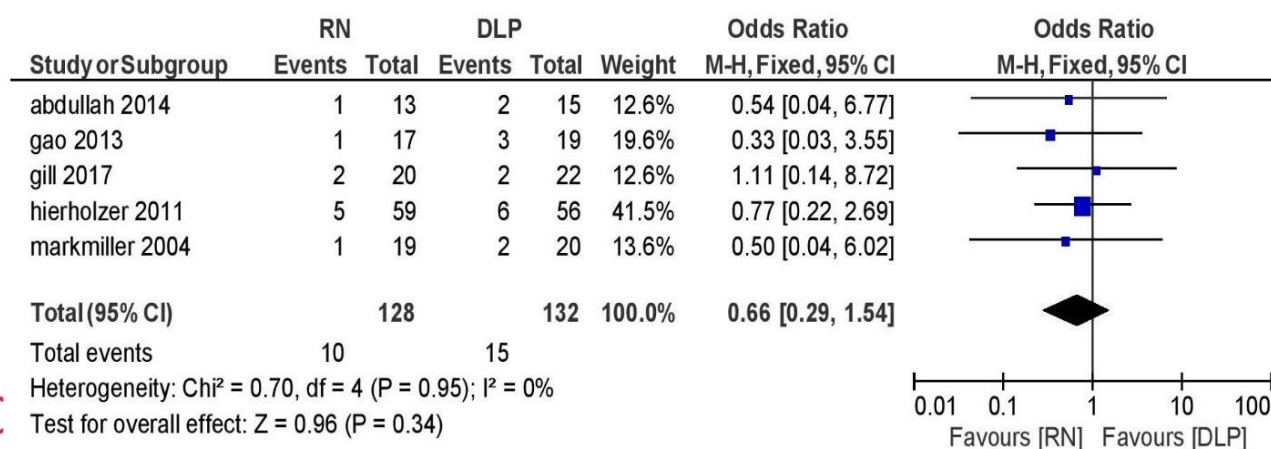 RN DLP Odds Ratio Odds Ratio
Study or Subgroup Events Total Events Total Weight M-H, Fixed, 95% CI M-H, Fixed, 95% CI
abdullah 2014 1 13 2 15 12.6% 0.54 [0.04, 6.77]
gao 2013 1 17 3 19 19.6% 0.33 [0.03, 3.55]
gill 2017 2 20 2 22 12.6% 1.11 [0.14, 8.72]
hierholzer 2011 5 59 6 56 41.5% 0.77 [0.22, 2.69]
markmiller 2004 1 19 2 20 13.6% 0.50 [0.04, 6.02]
Total (95% CI) 128 132 100.0% 0.66 [0.29, 1.54]
Total events 10 15
Heterogeneity: Chi² = 0.70, df = 4 (P = 0.95); I² = 0%
Test for overall effect: Z = 0.96 (P = 0.34)
0.01 0.1 1 10 100
Favours [RN] Favours [DLP]